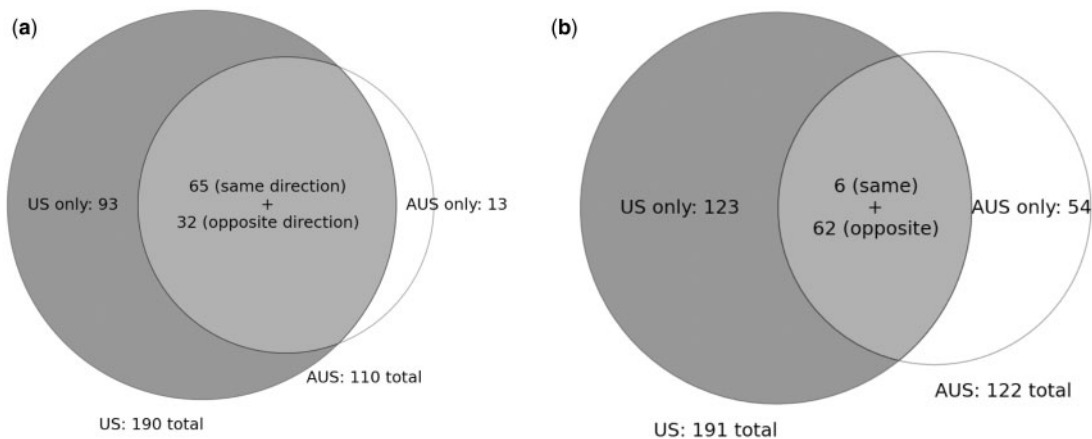 (a)
US only: 93
65 (same direction)
+
32 (opposite direction)
AUS only: 13
AUS: 110 total
US: 190 total
(b)
US only: 123
6 (same)
+
62 (opposite)
AUS only: 54
AUS: 122 total
US: 191 total